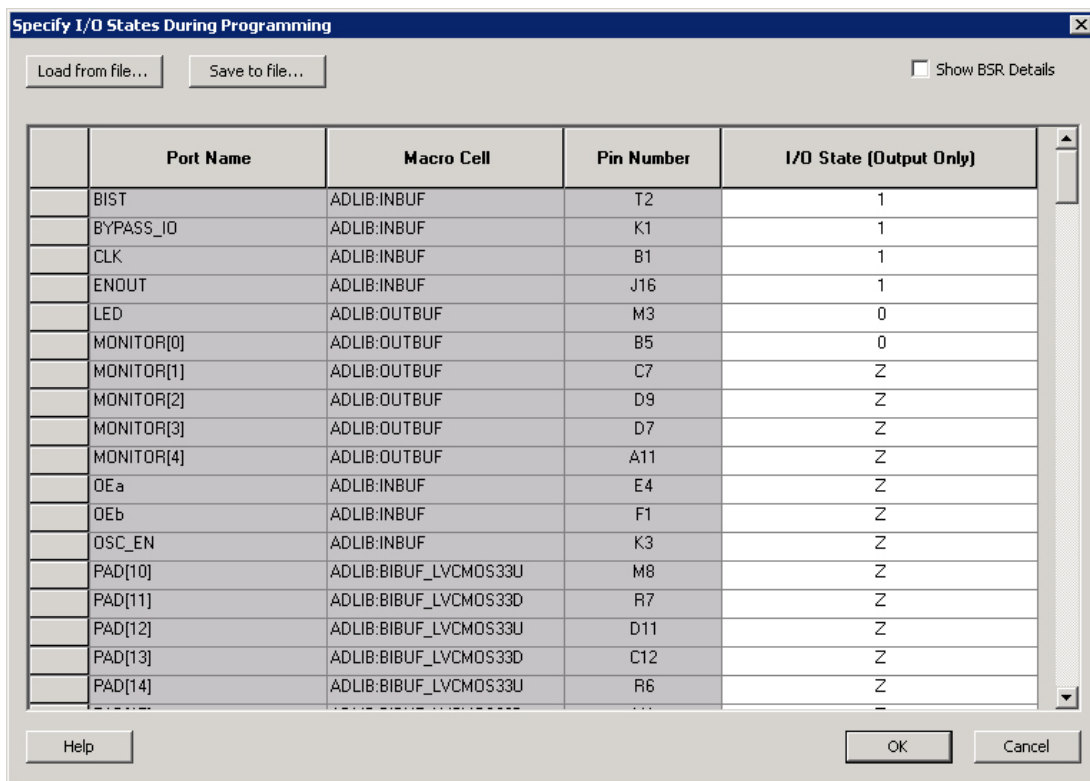 Specify I/O States During Programming
Load from file... Save to file... Show BSR Details
Port Name Macro Cell Pin Number I/O State (Output Only)
BIST ADLIB:INBUF T2 1
BYPASS_IO ADLIB:INBUF K1 1
CLK ADLIB:INBUF B1 1
ENOUT ADLIB:INBUF J16 1
LED ADLIB:OUTBUF M3 0
MONITOR[0] ADLIB:OUTBUF B5 0
MONITOR[1] ADLIB:OUTBUF C7 Z
MONITOR[2] ADLIB:OUTBUF D9 Z
MONITOR[3] ADLIB:OUTBUF D7 Z
MONITOR[4] ADLIB:OUTBUF A11 Z
OEa ADLIB:INBUF E4 Z
OEb ADLIB:INBUF F1 Z
OSC_EN ADLIB:INBUF K3 Z
PAD[10] ADLIB:BIBUF_LVCMOS33U M8 Z
PAD[11] ADLIB:BIBUF_LVCMOS33D R7 Z
PAD[12] ADLIB:BIBUF_LVCMOS33U D11 Z
PAD[13] ADLIB:BIBUF_LVCMOS33D C12 Z
PAD[14] ADLIB:BIBUF_LVCMOS33U R6 Z
Help OK Cancel